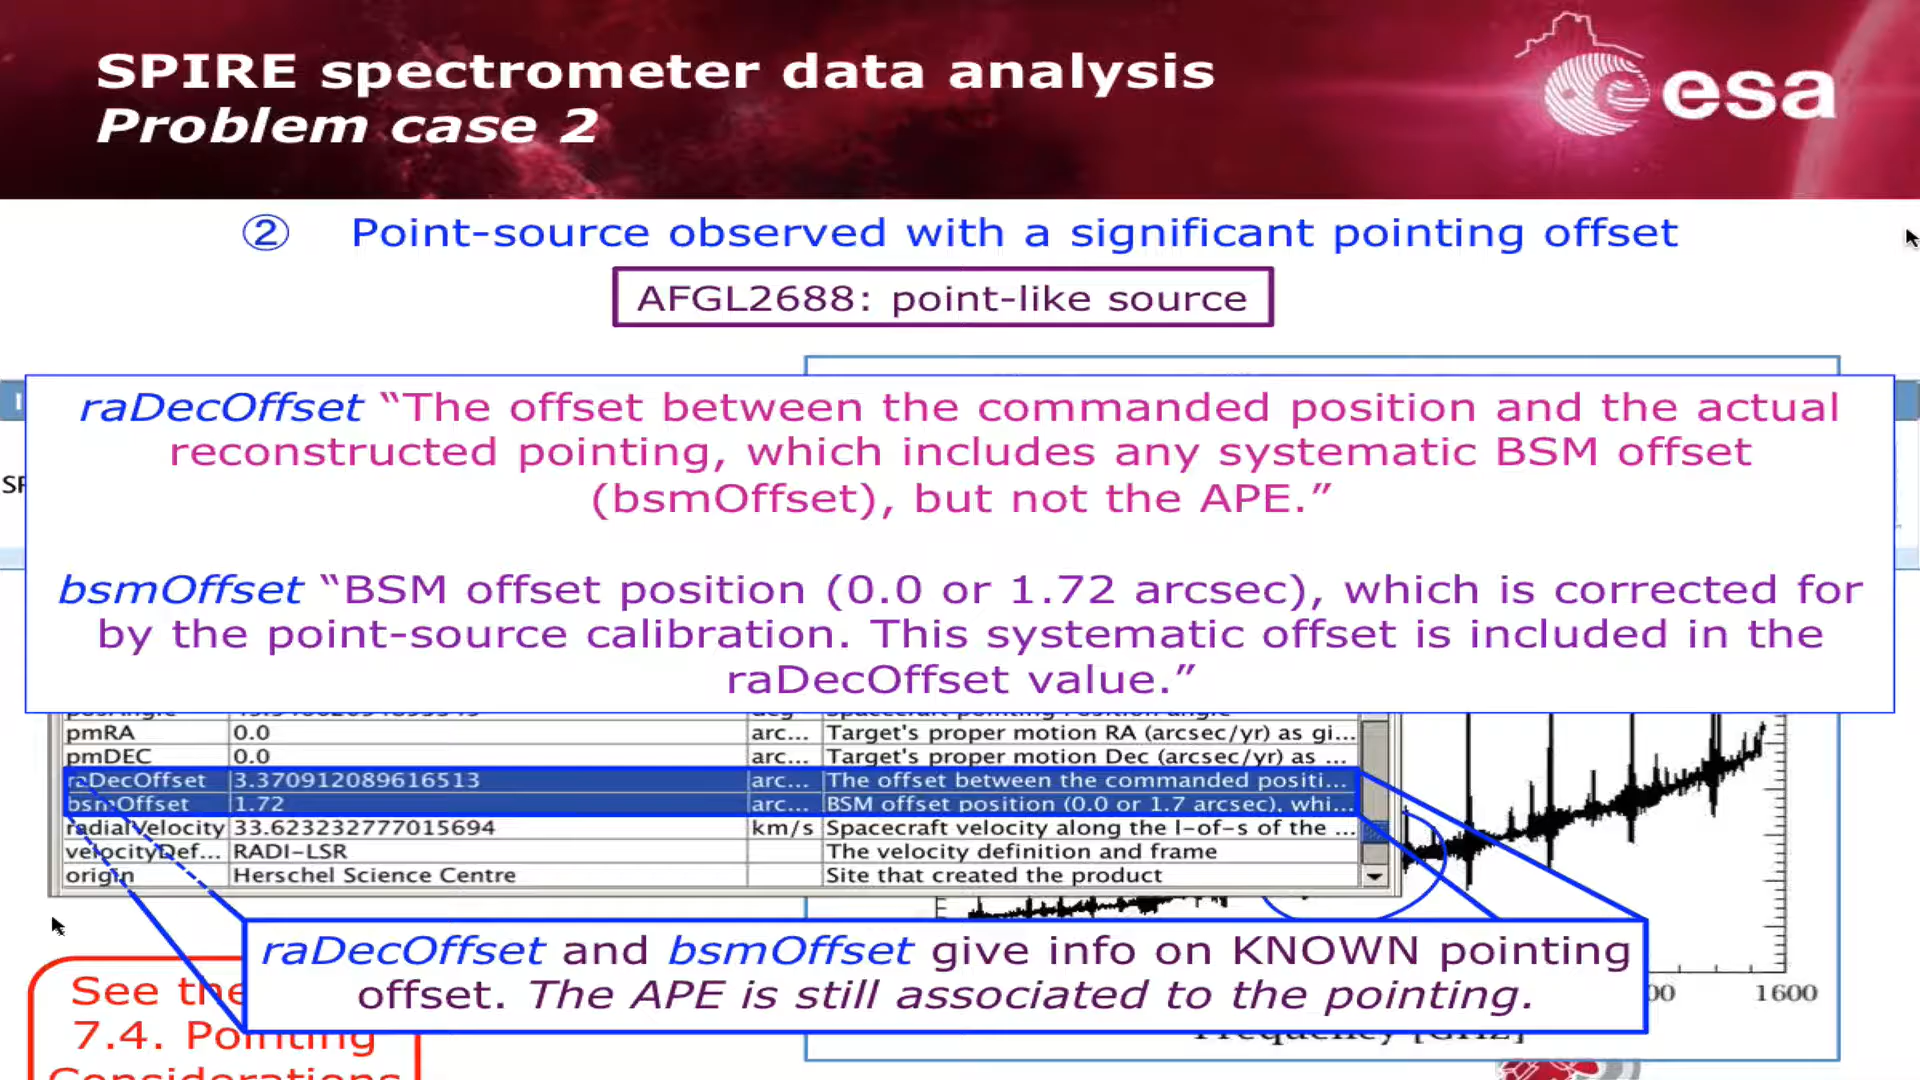 SPIRE spectrometer data analysis
Problem case 2
esa
② Point-source observed with a significant pointing offset
AFGL2688: point-like source
raDecOffset “The offset between the commanded position and the actual
reconstructed pointing, which includes any systematic BSM offset
(bsmOffset), but not the APE.”
bsmOffset “BSM offset position (0.0 or 1.72 arcsec), which is corrected for
by the point-source calibration. This systematic offset is included in the
raDecOffset value.”
pmRA 0.0 arc... Target's proper motion RA (arcsec/yr) as gi...
pmDEC 0.0 arc... Target's proper motion Dec (arcsec/yr) as ...
raDecOffset 3.370912089616513 arc... The offset between the commanded positi...
bsmOffset 1.72 arc... BSM offset position (0.0 or 1.7 arcsec), whi...
radialVelocity 33.623232777015694 km/s Spacecraft velocity along the l-of-s of the ...
velocityDef... RADI-LSR The velocity definition and frame
origin Herschel Science Centre Site that created the product
raDecOffset and bsmOffset give info on KNOWN pointing
offset. The APE is still associated to the pointing.
1600
Frequency [GHz]
See the
7.4. Pointing
Considerations